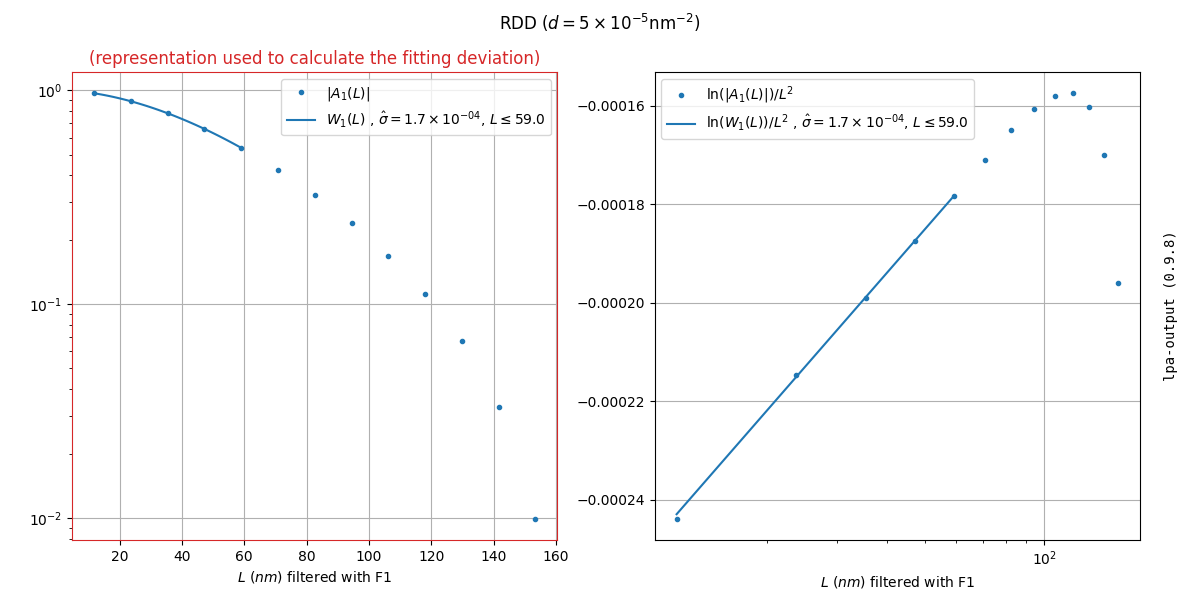 RDD ($d = 5 \times 10^{-5}$nm$^{-2}$)
(representation used to calculate the fitting deviation)
$|A_1(L)|$
$W_1(L)$ , $\hat{\sigma} = 1.7 \times 10^{-04}$, $L \leq 59.0$
$10^0$
$10^{-1}$
$10^{-2}$
20 40 60 80 100 120 140 160
$L$ $(nm)$ filtered with F1
ln($|A_1(L)|$)/$L^2$
ln($W_1(L)$)/$L^2$ , $\hat{\sigma} = 1.7 \times 10^{-04}$, $L \leq 59.0$
−0.00016
−0.00018
−0.00020
−0.00022
−0.00024
$10^2$
$L$ $(nm)$ filtered with F1
lpa-output (0.9.8)